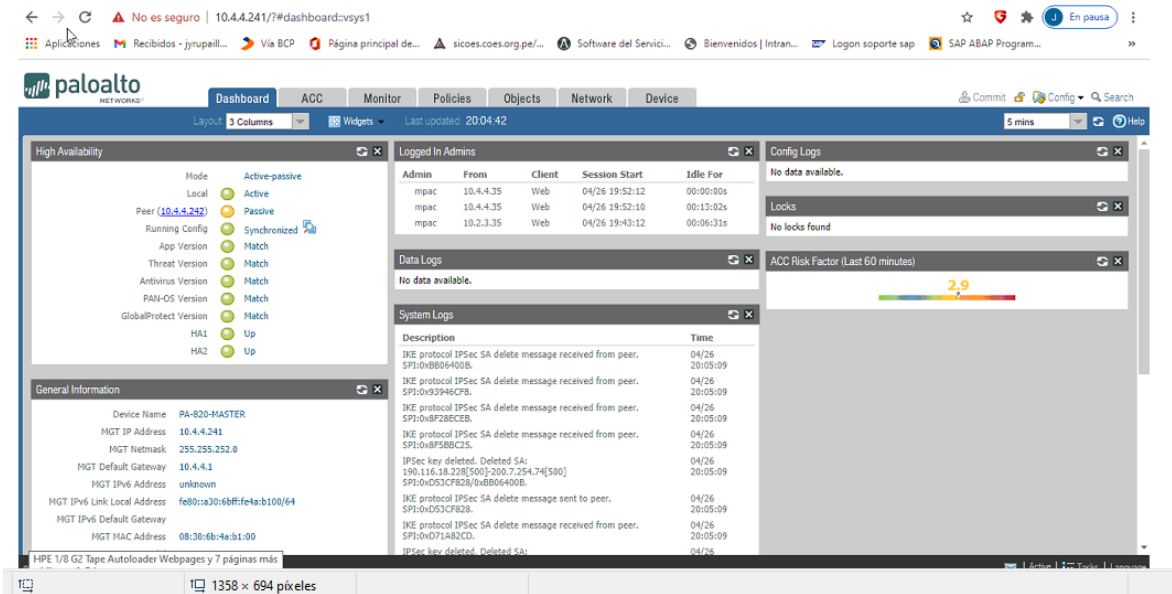 No es seguro | 10.4.4.241/?#dashboard::vsys1
J En pausa
Aplicaciones Recibidos - jyrupaill... Vía BCP Página principal de... sicoes.coes.org.pe/... Software del Servici... Bienvenidos | Intran... Logon soporte sap SAP ABAP Program... »
paloalto
NETWORKS
Dashboard ACC Monitor Policies Objects Network Device
Commit Config Search
Layout 3 Columns Widgets Last updated 20:04:42 5 mins Help
High Availability
Mode Active-passive
Local Active
Peer (10.4.4.242) Passive
Running Config Synchronized
App Version Match
Threat Version Match
Antivirus Version Match
PAN-OS Version Match
GlobalProtect Version Match
HA1 Up
HA2 Up
General Information
Device Name PA-820-MASTER
MGT IP Address 10.4.4.241
MGT Netmask 255.255.252.0
MGT Default Gateway 10.4.4.1
MGT IPv6 Address unknown
MGT IPv6 Link Local Address fe80::a30:6bff:fe4a:b100/64
MGT IPv6 Default Gateway
MGT MAC Address 08:30:6b:4a:b1:00
Logged In Admins
Admin From Client Session Start Idle For
mpac 10.4.4.35 Web 04/26 19:52:12 00:00:00s
mpac 10.4.4.35 Web 04/26 19:52:10 00:13:02s
mpac 10.2.3.35 Web 04/26 19:43:12 00:06:31s
Data Logs
No data available.
System Logs
Description Time
IKE protocol IPSec SA delete message received from peer. 04/26
SPI:0xBB06400B. 20:05:09
IKE protocol IPSec SA delete message received from peer. 04/26
SPI:0x93946CF8. 20:05:09
IKE protocol IPSec SA delete message received from peer. 04/26
SPI:0x8F28ECEB. 20:05:09
IKE protocol IPSec SA delete message received from peer. 04/26
SPI:0x8F5BBC25. 20:05:09
IPSec key deleted. Deleted SA: 04/26
190.116.18.228[500]-200.7.254.74[500] 20:05:09
SPI:0xD53CF828/0xBB06400B.
IKE protocol IPSec SA delete message sent to peer. 04/26
SPI:0xD53CF828. 20:05:09
IKE protocol IPSec SA delete message received from peer. 04/26
SPI:0xD71A82CD. 20:05:09
IPSec key deleted. Deleted SA: 04/26
Config Logs
No data available.
Locks
No locks found
ACC Risk Factor (Last 60 minutes)
2.9
HPE 1/8 G2 Tape Autoloader Webpages y 7 páginas más
Active | Tasks | Language
1358 × 694 píxeles